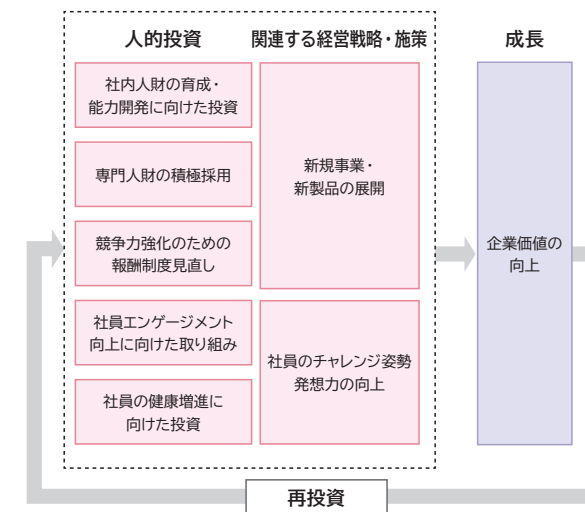 人的投資
関連する経営戦略・施策
成長
社内人財の育成・
能力開発に向けた投資
専門人財の積極採用
競争力強化のための
報酬制度見直し
社員エンゲージメント
向上に向けた取り組み
社員の健康増進に
向けた投資
新規事業・
新製品の展開
社員のチャレンジ姿勢
発想力の向上
企業価値の
向上
再投資